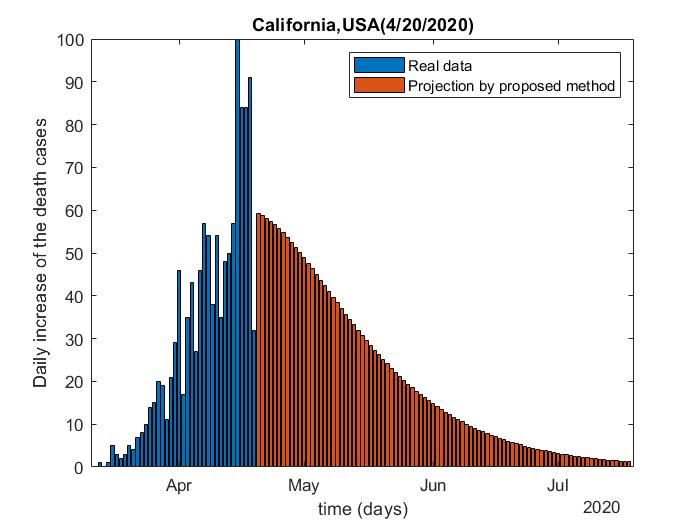 California,USA(4/20/2020)
Real data
Projection by proposed method
Daily increase of the death cases
100
90
80
70
60
50
40
30
20
10
0
Apr May Jun Jul
time (days)
2020